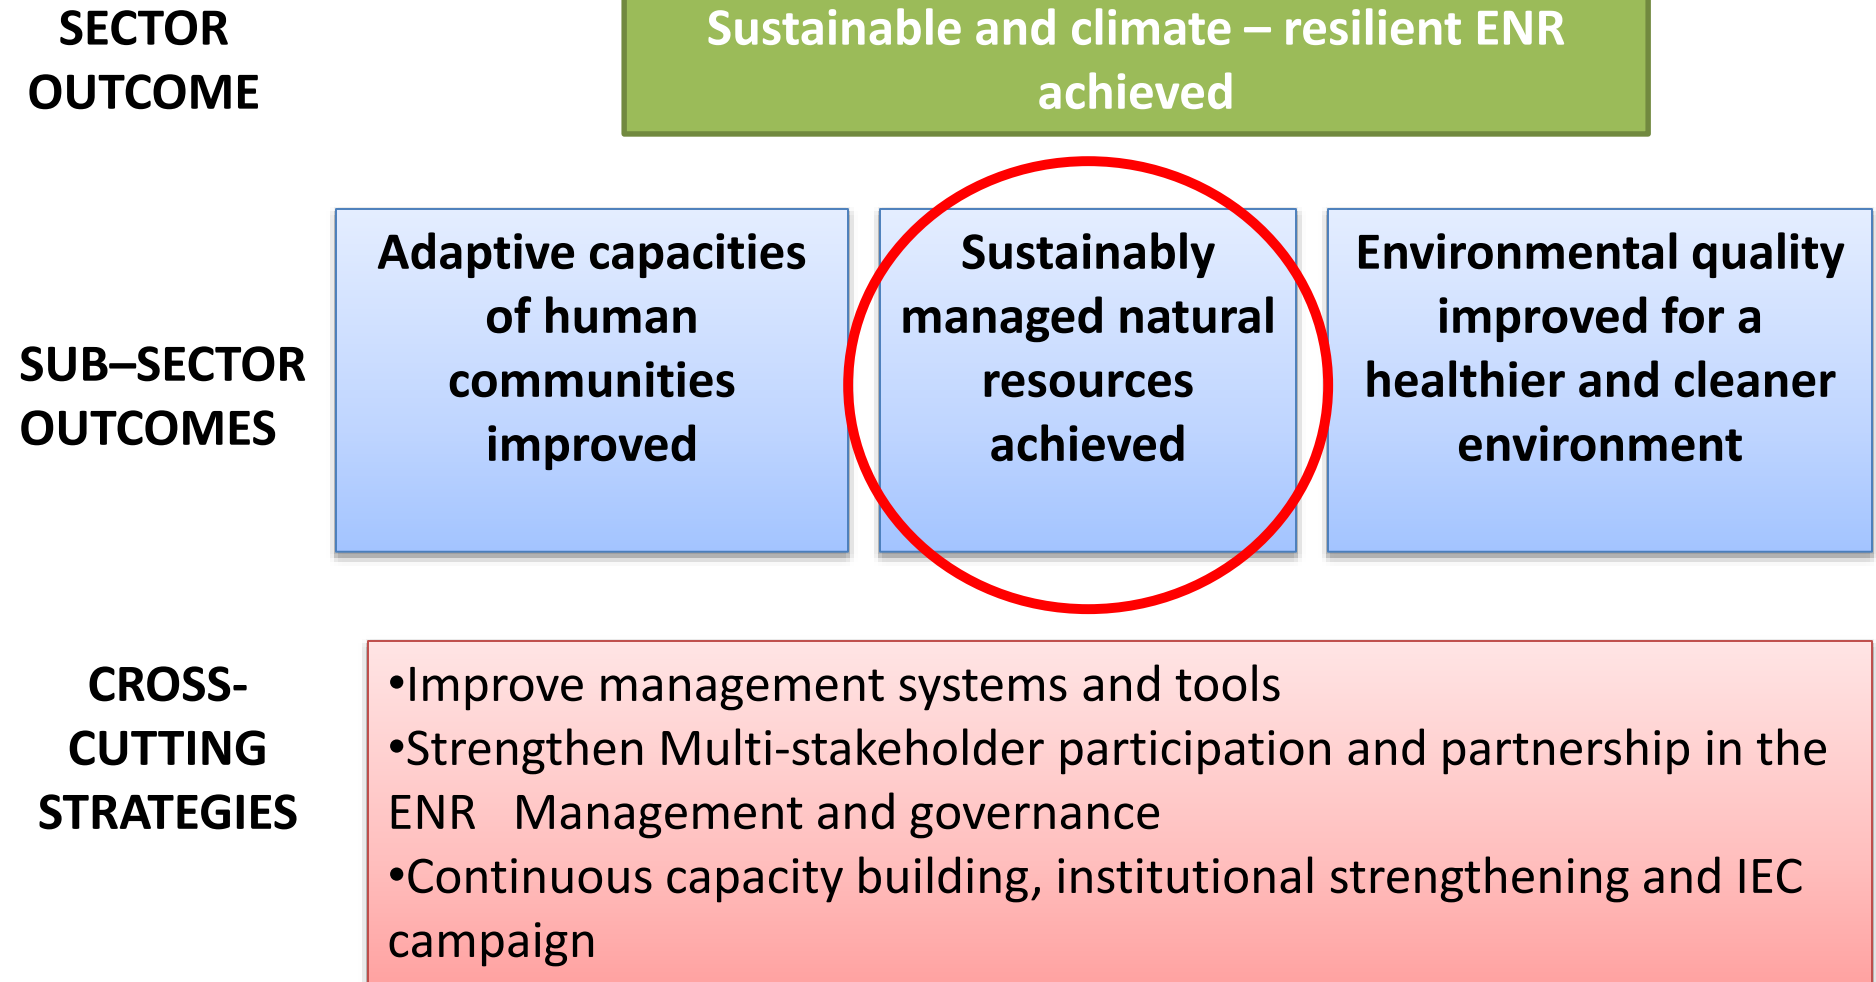 SECTOR
OUTCOME
Sustainable and climate – resilient ENR
achieved
SUB–SECTOR
OUTCOMES
Adaptive capacities
of human
communities
improved
Sustainably
managed natural
resources
achieved
Environmental quality
improved for a
healthier and cleaner
environment
CROSS-
CUTTING
STRATEGIES
•Improve management systems and tools
•Strengthen Multi-stakeholder participation and partnership in the
ENR   Management and governance
•Continuous capacity building, institutional strengthening and IEC
campaign